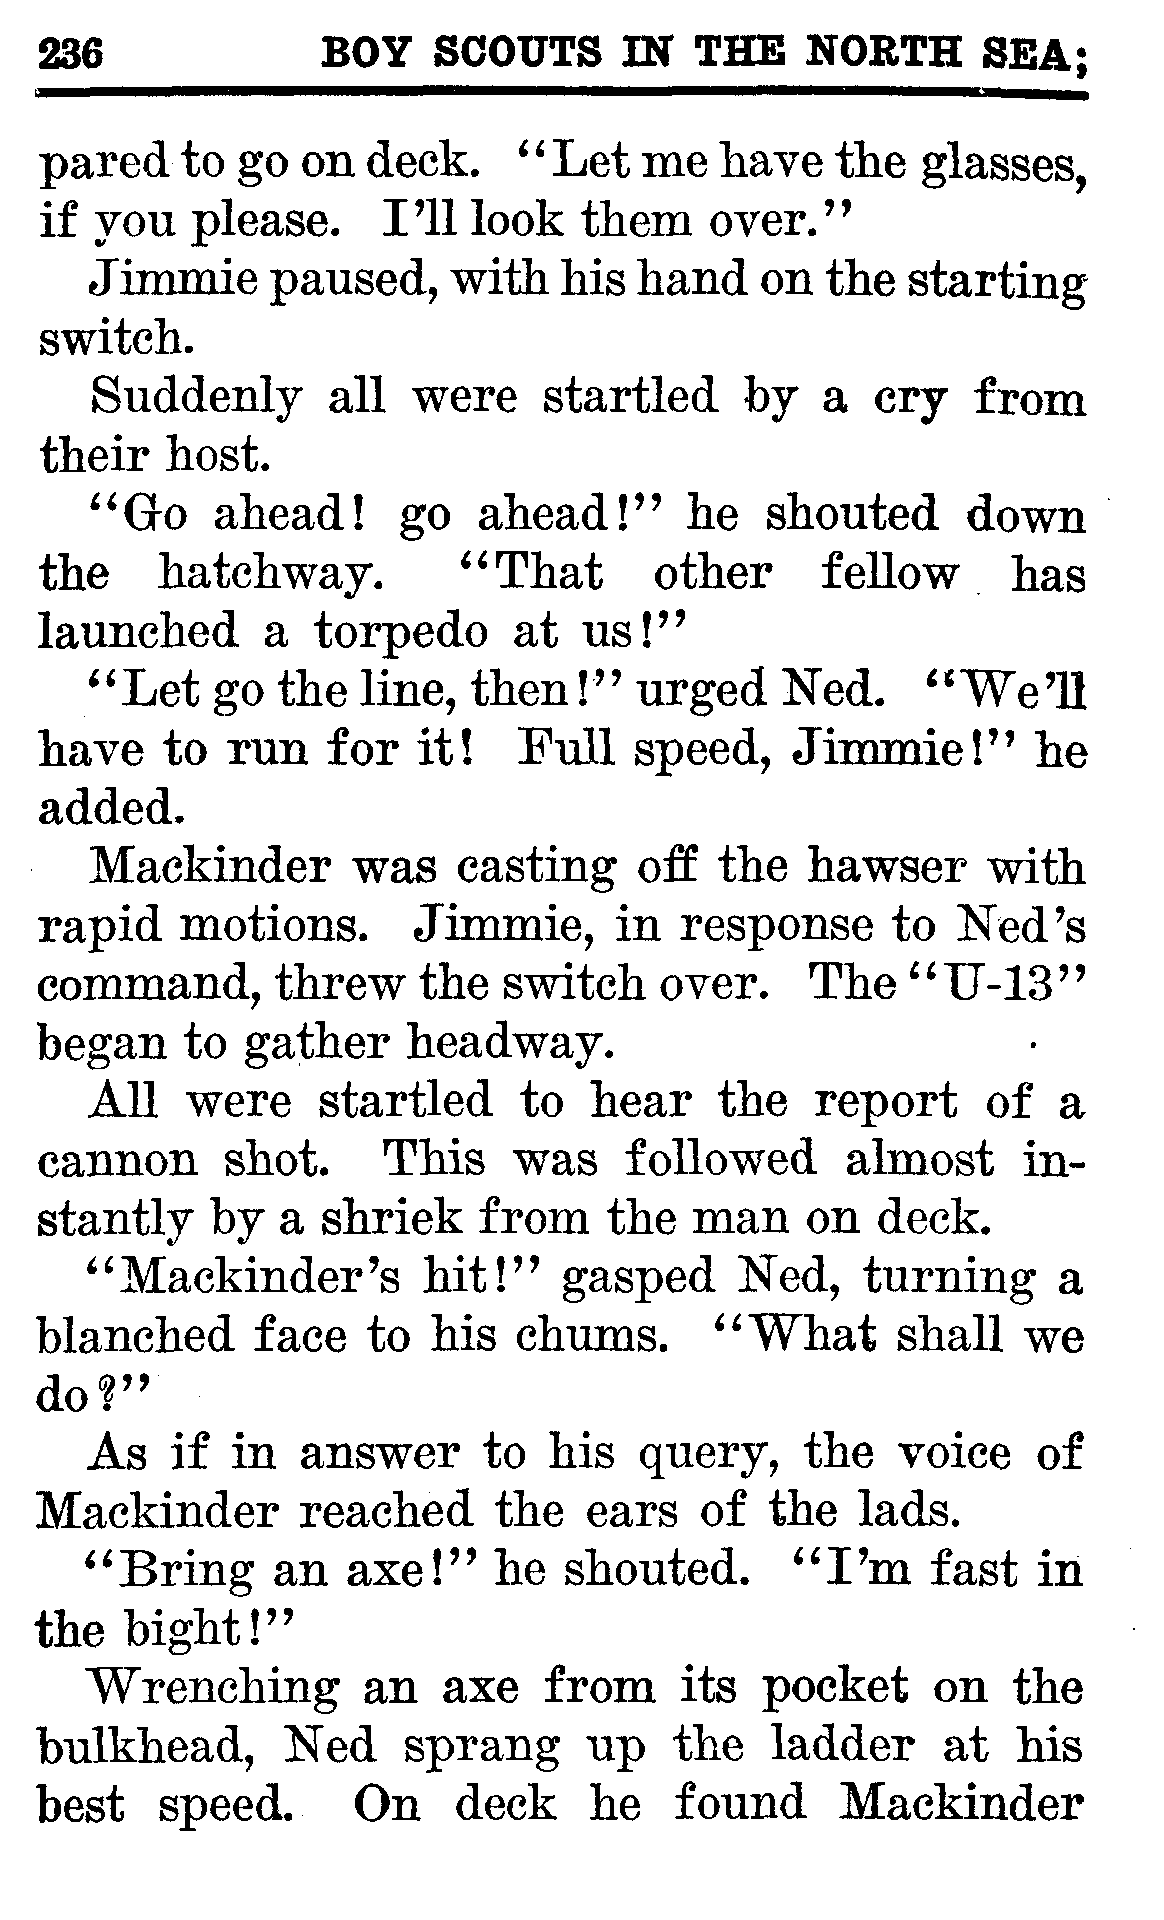 236 BOY SCOUTS IN THE NORTH SEA;
pared to go on deck. “Let me have the glasses,
if you please. I’ll look them over.”
Jimmie paused, with his hand on the starting
switch.
Suddenly all were startled by a cry from
their host.
“Go ahead! go ahead!” he shouted down
the hatchway. “That other fellow has
launched a torpedo at us!”
“Let go the line, then!” urged Ned. “We’ll
have to run for it! Full speed, Jimmie!” he
added.
Mackinder was casting off the hawser with
rapid motions. Jimmie, in response to Ned’s
command, threw the switch over. The “U-13”
began to gather headway.
All were startled to hear the report of a
cannon shot. This was followed almost in-
stantly by a shriek from the man on deck.
“Mackinder’s hit!” gasped Ned, turning a
blanched face to his chums. “What shall we
do?”
As if in answer to his query, the voice of
Mackinder reached the ears of the lads.
“Bring an axe!” he shouted. “I’m fast in
the bight!”
Wrenching an axe from its pocket on the
bulkhead, Ned sprang up the ladder at his
best speed. On deck he found Mackinder